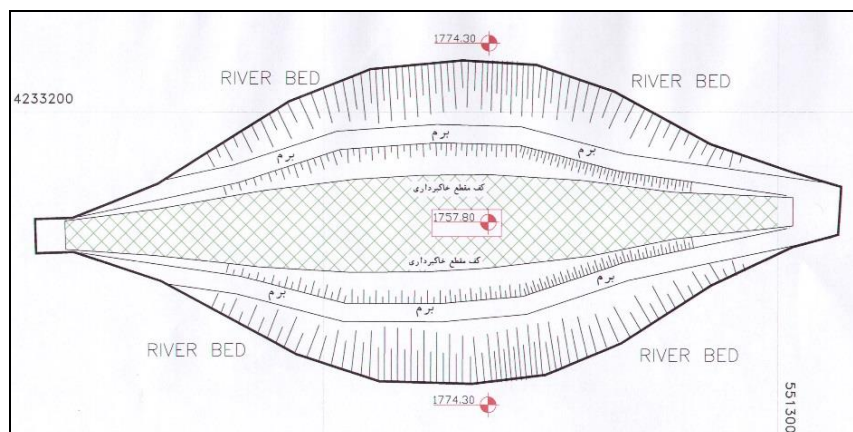 1774.30
RIVER BED
RIVER BED
4233200
برم
برم
برم
کف مقطع خاکبرداری
1757.80
کف مقطع خاکبرداری
برم
برم
برم
RIVER BED
RIVER BED
1774.30
551300